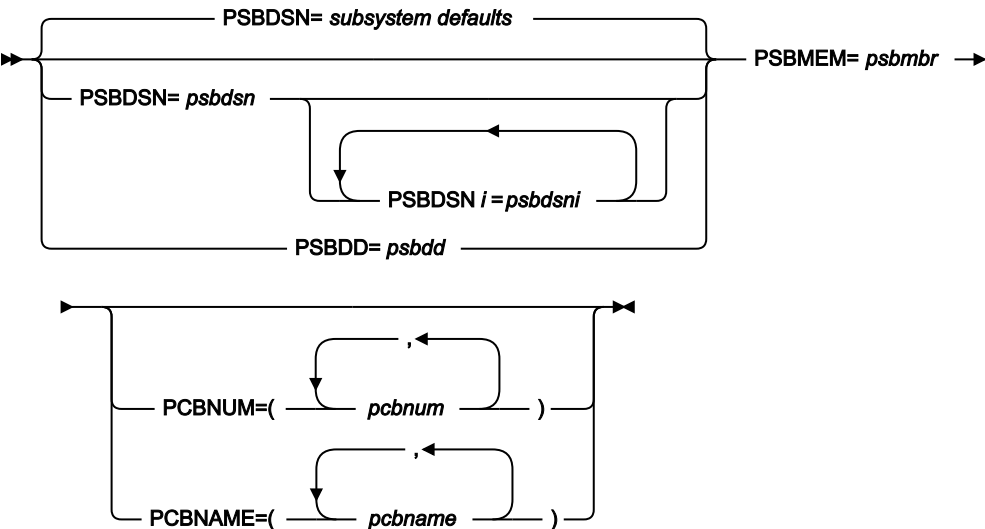 PSBDSN= subsystem defaults
PSBMEM= psbmbr
PSBDSN= psbdsn
PSBDSN i =psbdsni
PSBDD= psbdd
,
PCBNUM=( pcbnum )
,
PCBNAME=( pcbname )